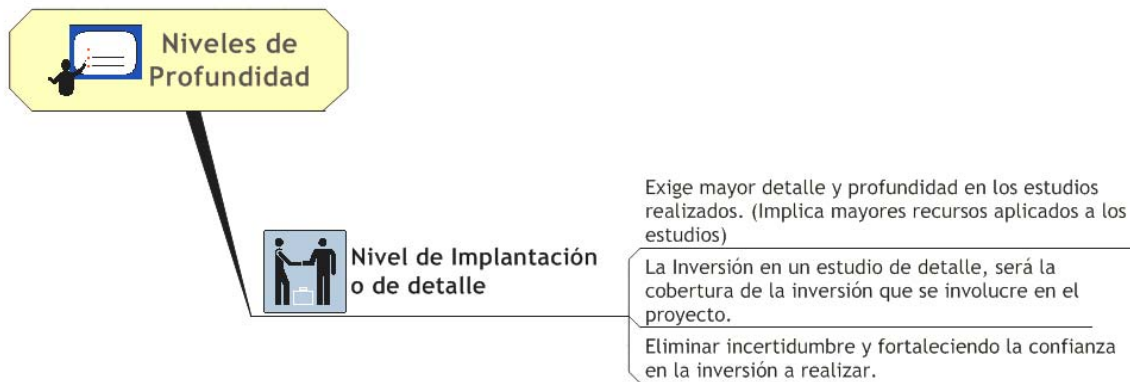 Niveles de
Profundidad
Nivel de Implantación
o de detalle
Exige mayor detalle y profundidad en los estudios
realizados. (Implica mayores recursos aplicados a los
estudios)
La Inversión en un estudio de detalle, será la
cobertura de la inversión que se involucre en el
proyecto.
Eliminar incertidumbre y fortaleciendo la confianza
en la inversión a realizar.